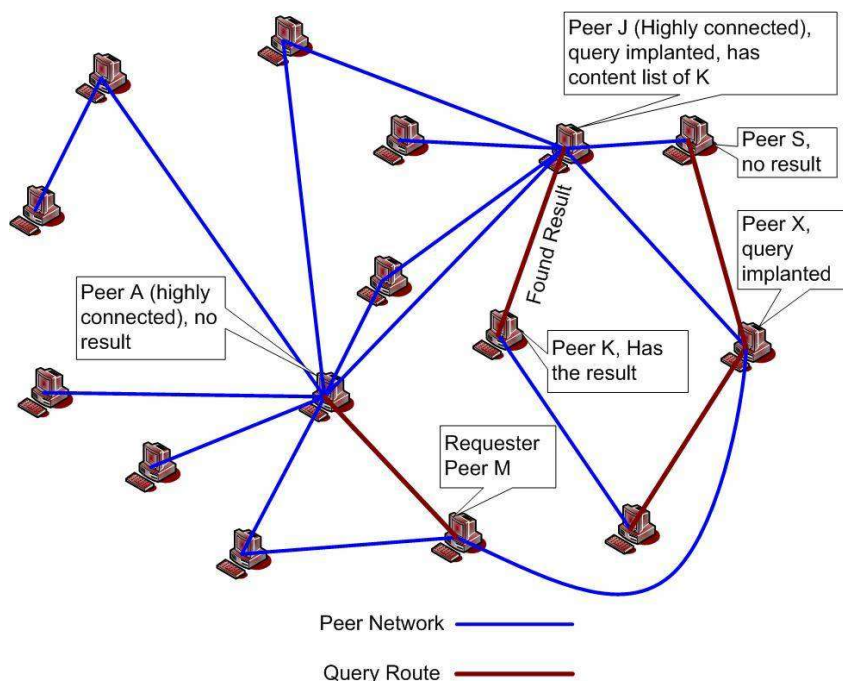 Peer J (Highly connected),
query implanted, has
content list of K
Peer S,
no result
Peer X,
query
implanted
Found Result
Peer A (highly
connected), no
result
Peer K, Has
the result
Requester
Peer M
Peer Network
Query Route